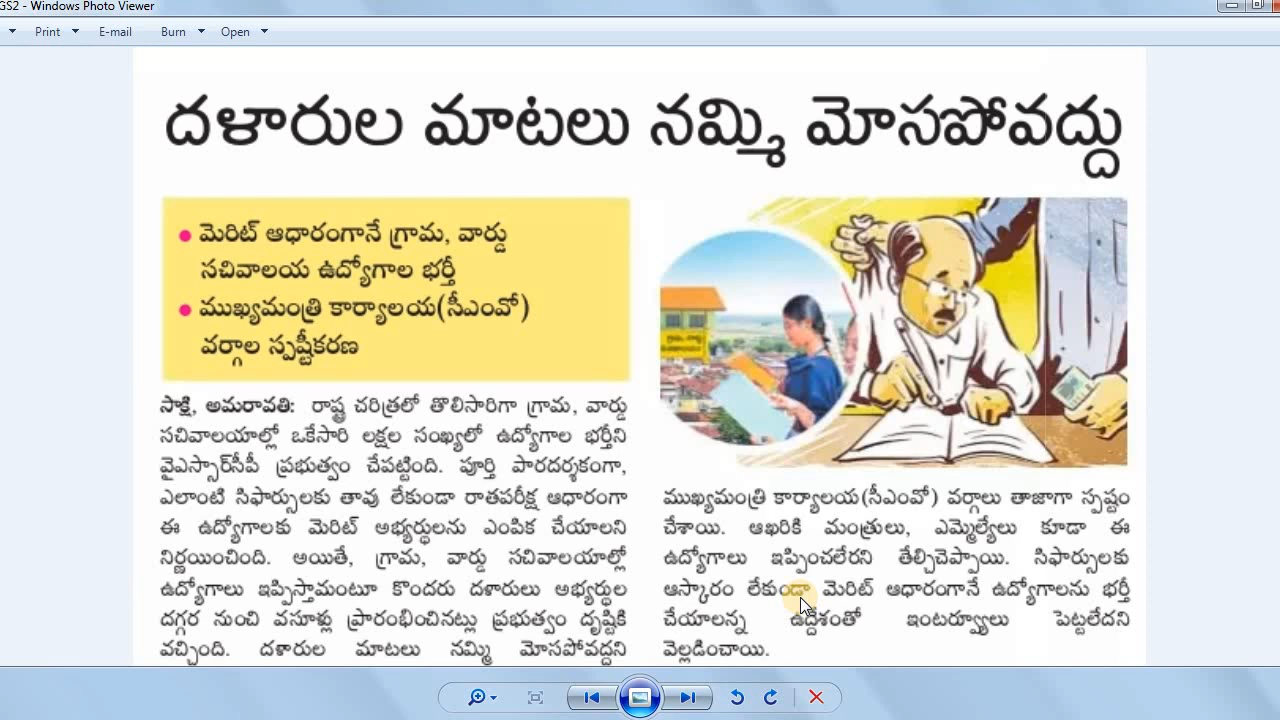 GS2 - Windows Photo Viewer
Print E-mail Burn Open
దళారుల మాటలు నమ్మి మోసపోవద్దు
మెరిట్ ఆధారంగానే గ్రామ, వార్డు
సచివాలయ ఉద్యోగాల భర్తీ
ముఖ్యమంత్రి కార్యాలయ(సీఎంవో)
వర్గాల స్పష్టీకరణ
సాక్షి, అమరావతి: రాష్ట్ర చరిత్రలో తొలిసారిగా గ్రామ, వార్డు
సచివాలయాల్లో ఒకేసారి లక్షల సంఖ్యలో ఉద్యోగాల భర్తీని
వైఎస్సార్‌సీపీ ప్రభుత్వం చేపట్టింది. పూర్తి పారదర్శకంగా,
ఎలాంటి సిఫార్సులకు తావు లేకుండా రాతపరీక్ష ఆధారంగా
ఈ ఉద్యోగాలకు మెరిట్ అభ్యర్థులను ఎంపిక చేయాలని
నిర్ణయించింది. అయితే, గ్రామ, వార్డు సచివాలయాల్లో
ఉద్యోగాలు ఇప్పిస్తామంటూ కొందరు దళారులు అభ్యర్థుల
దగ్గర నుంచి వసూళ్లు ప్రారంభించినట్లు ప్రభుత్వం దృష్టికి
వచ్చింది. దళారుల మాటలు నమ్మి మోసపోవద్దని
ముఖ్యమంత్రి కార్యాలయ(సీఎంవో) వర్గాలు తాజాగా స్పష్టం
చేశాయి. ఆఖరికి మంత్రులు, ఎమ్మెల్యేలు కూడా ఈ
ఉద్యోగాలు ఇప్పించలేరని తేల్చిచెప్పాయి. సిఫార్సులకు
ఆస్కారం లేకుండా మెరిట్ ఆధారంగానే ఉద్యోగాలను భర్తీ
చేయాలన్న ఉద్దేశంతో ఇంటర్వ్యూలు పెట్టలేదని
వెల్లడించాయి.